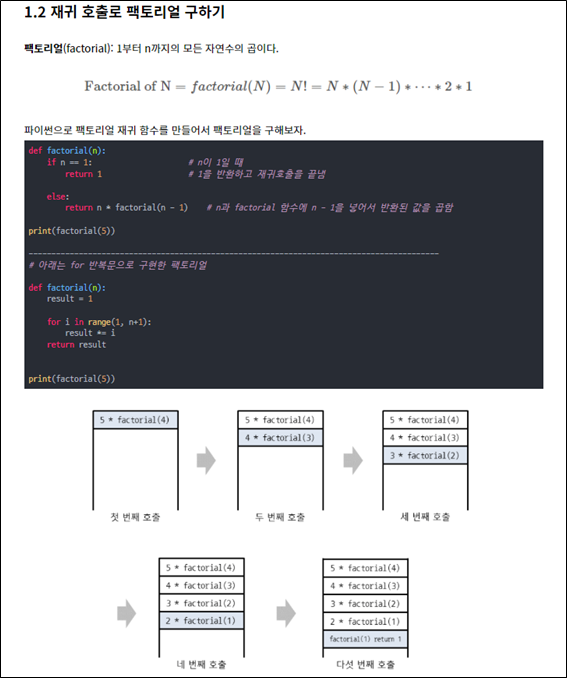 1.2 재귀 호출로 팩토리얼 구하기
팩토리얼(factorial): 1부터 n까지의 모든 자연수의 곱이다.
Factorial of N = factorial(N) = N! = N * (N − 1) * ⋯ * 2 * 1
파이썬으로 팩토리얼 재귀 함수를 만들어서 팩토리얼을 구해보자.
def factorial(n):
    if n == 1:                # n이 1일 때
        return 1              # 1을 반환하고 재귀호출을 끝냄
    else:
        return n * factorial(n - 1)    # n과 factorial 함수에 n - 1을 넣어서 반환된 값을 곱함
print(factorial(5))
# 아래는 for 반복문으로 구현한 팩토리얼
def factorial(n):
    result = 1
    for i in range(1, n+1):
        result *= i
    return result
print(factorial(5))
5 * factorial(4)
첫 번째 호출
5 * factorial(4)
4 * factorial(3)
두 번째 호출
5 * factorial(4)
4 * factorial(3)
3 * factorial(2)
세 번째 호출
5 * factorial(4)
4 * factorial(3)
3 * factorial(2)
2 * factorial(1)
네 번째 호출
5 * factorial(4)
4 * factorial(3)
3 * factorial(2)
2 * factorial(1)
factorial(1) return 1
다섯 번째 호출